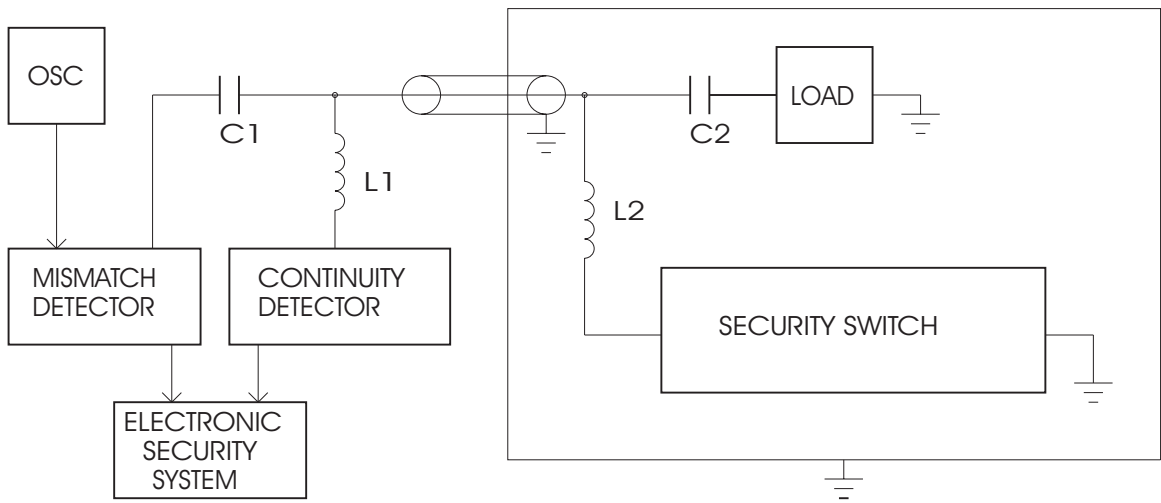 OSC
C1
L1
C2
LOAD
L2
MISMATCH
DETECTOR
CONTINUITY
DETECTOR
SECURITY SWITCH
ELECTRONIC
SECURITY
SYSTEM